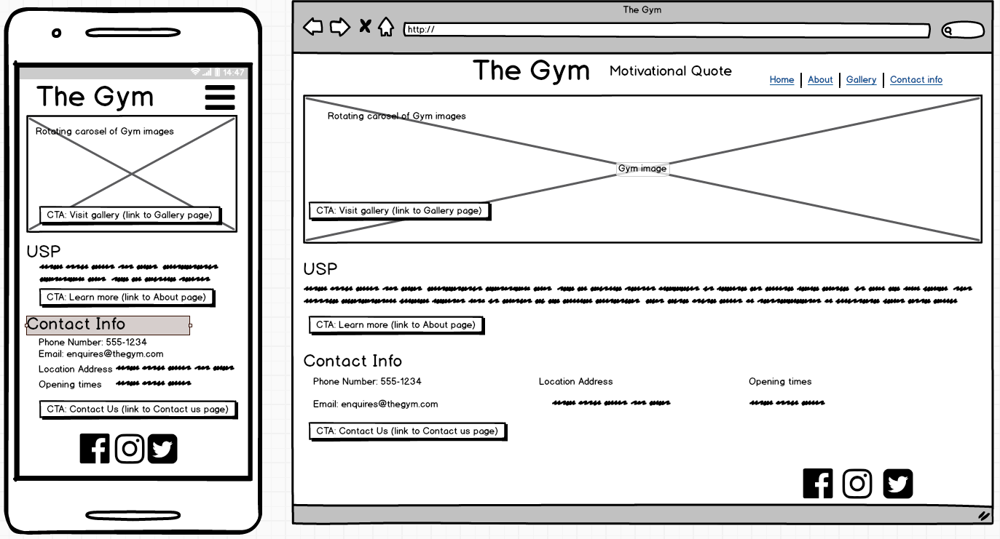 14:47
The Gym
Rotating carosel of Gym images
CTA: Visit gallery (link to Gallery page)
USP
CTA: Learn more (link to About page)
Contact Info
Phone Number: 555-1234
Email: enquires@thegym.com
Location Address
Opening times
CTA: Contact Us (link to Contact us page)
The Gym
http://
The Gym Motivational Quote Home About Gallery Contact info
Rotating carosel of Gym images
Gym image
CTA: Visit gallery (link to Gallery page)
USP
CTA: Learn more (link to About page)
Contact Info
Phone Number: 555-1234 Location Address Opening times
Email: enquires@thegym.com
CTA: Contact Us (link to Contact us page)